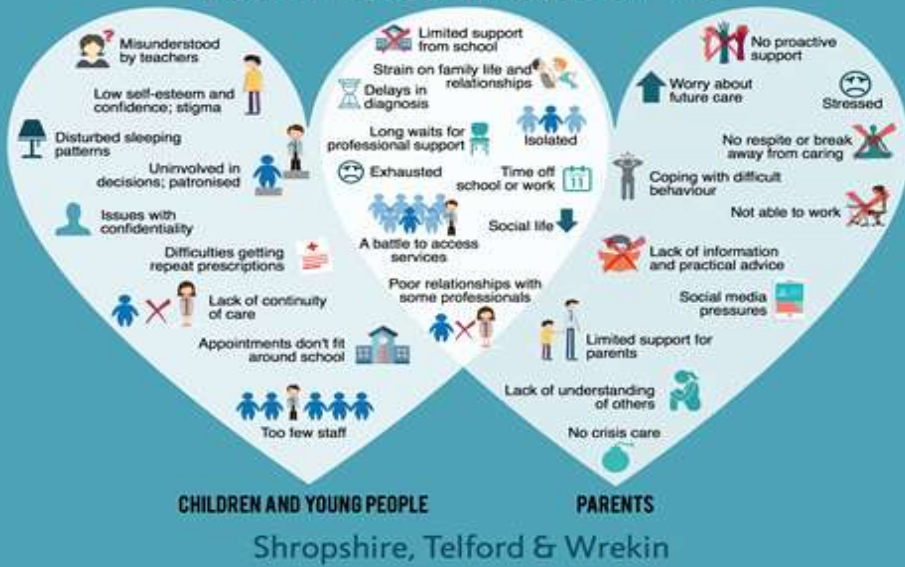 Misunderstood
by teachers
Low self-esteem and
confidence; stigma
Disturbed sleeping
patterns
Uninvolved in
decisions; patronised
Issues with
confidentiality
Difficulties getting
repeat prescriptions
Lack of continuity
of care
Appointments don't fit
around school
Too few staff
Limited support
from school
Strain on family life and
relationships
Delays in
diagnosis
Long waits for
professional support
Isolated
Exhausted
Time off
school or work
11
Social life
A battle to access
services
Poor relationships with
some professionals
No proactive
support
Worry about
future care
Stressed
No respite or break
away from caring
Coping with difficult
behaviour
Not able to work
Lack of information
and practical advice
Social media
pressures
Limited support for
parents
Lack of understanding
of others
No crisis care
CHILDREN AND YOUNG PEOPLE
PARENTS
Shropshire, Telford & Wrekin